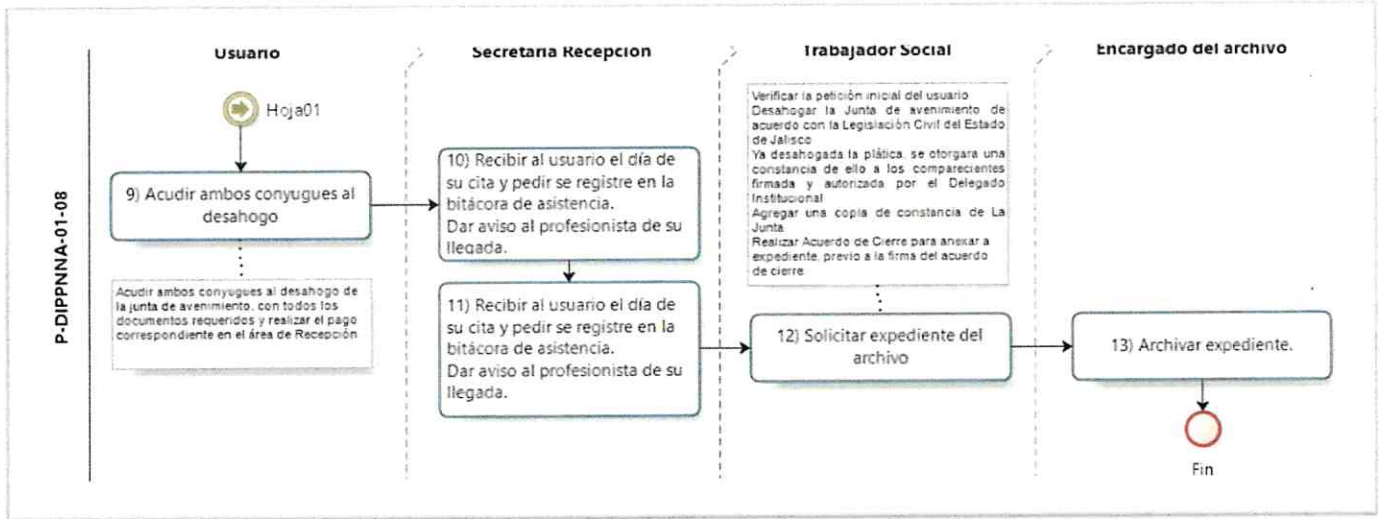 P-DIPPNNA-01-08
Usuario
Secretaria Recepción
Trabajador Social
Encargado del archivo
Hoja01
9) Acudir ambos conyugues al
desahogo
Acudir ambos conyugues al desahogo de
la junta de avenimiento, con todos los
documentos requeridos y realizar el pago
correspondiente en el área de Recepción
10) Recibir al usuario el día de
su cita y pedir se registre en la
bitácora de asistencia.
Dar aviso al profesionista de su
llegada.
11) Recibir al usuario el día de
su cita y pedir se registre en la
bitácora de asistencia.
Dar aviso al profesionista de su
llegada.
Verificar la petición inicial del usuario
Desahogar la Junta de avenimiento de
acuerdo con la Legislación Civil del Estado
de Jalisco
Ya desahogada la plática, se otorgara una
constancia de ello a los comparecientes
firmada y autorizada por el Delegado
Institucional
Agregar una copia de constancia de La
Junta
Realizar Acuerdo de Cierre para anexar a
expediente, previo a la firma del acuerdo
de cierre
12) Solicitar expediente del
archivo
13) Archivar expediente.
Fin